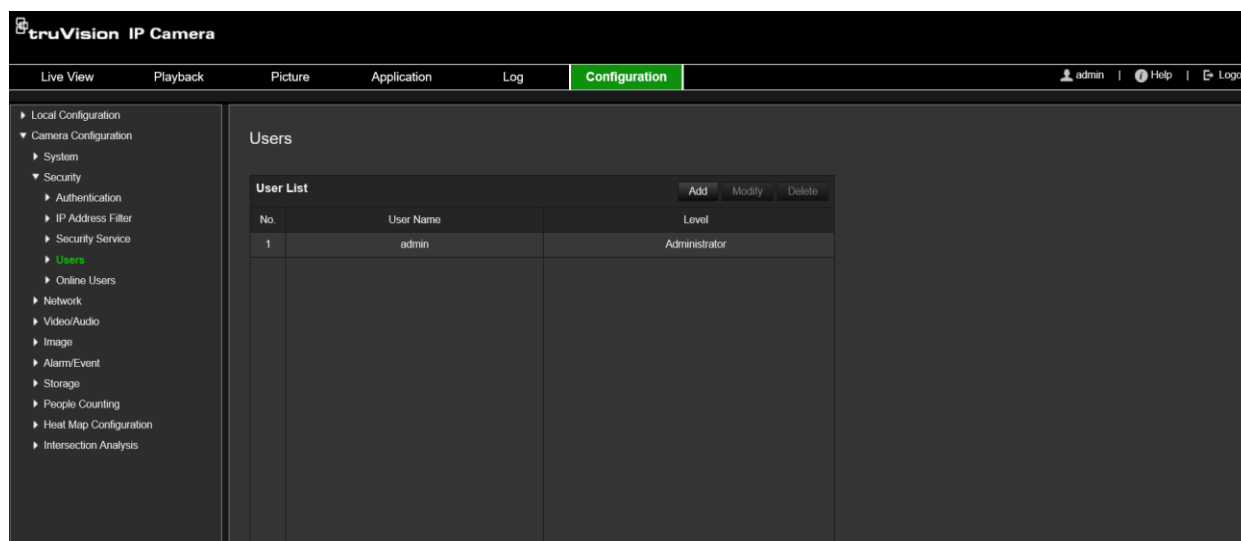 truVision IP Camera
Live View Playback Picture Application Log Configuration admin | Help | Logo
Local Configuration
Camera Configuration
System
Security
Authentication
IP Address Filter
Security Service
Users
Online Users
Network
Video/Audio
Image
Alarm/Event
Storage
People Counting
Heat Map Configuration
Intersection Analysis
Users
User List Add Modify Delete
No. User Name Level
1 admin Administrator